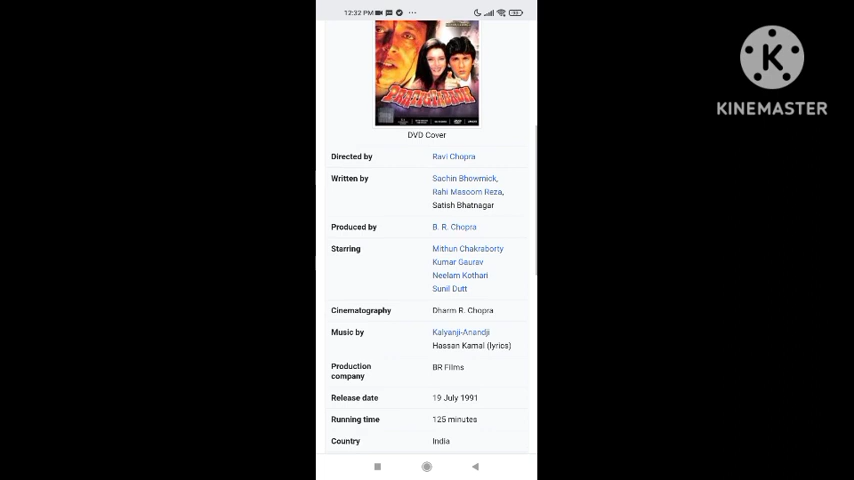 12:32 PM
KINEMASTER
DVD Cover
Directed by Ravi Chopra
Written by Sachin Bhowmick,
Rahi Masoom Reza,
Satish Bhatnagar
Produced by B. R. Chopra
Starring Mithun Chakraborty
Kumar Gaurav
Neelam Kothari
Sunil Dutt
Cinematography Dharm R. Chopra
Music by Kalyanji-Anandji
Hassan Kamal (lyrics)
Production company BR Films
Release date 19 July 1991
Running time 125 minutes
Country India